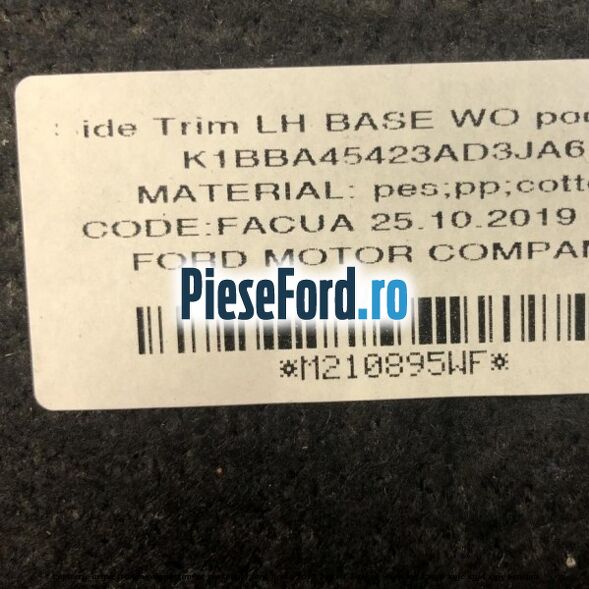 ide Trim LH BASE WO
K1BBA45423AD3JA6
MATERIAL: pes;pp;cott
CODE:FACUA 25.10.2019
FORD MOTOR COMPAN
PieseFord.ro
*M210895WF*